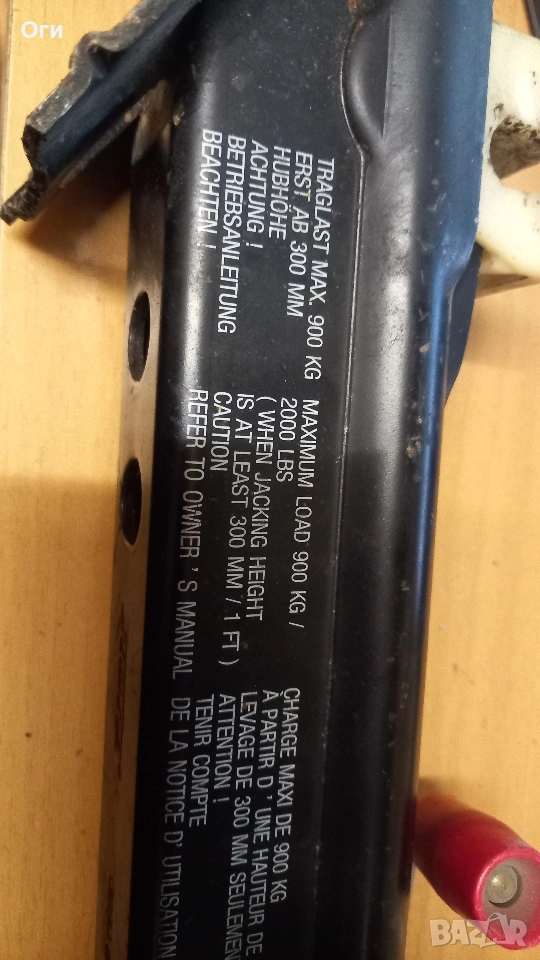 Оги
TRAGLAST MAX. 900 KG
ERST AB 300 MM
HUBHÖHE
ACHTUNG !
BETRIEBSANLEITUNG
BEACHTEN !
MAXIMUM LOAD 900 KG /
2000 LBS
( WHEN JACKING HEIGHT
IS AT LEAST 300 MM / 1 FT )
CAUTION
REFER TO OWNER ' S MANUAL
CHARGE MAXI DE 900 KG
À PARTIR D ' UNE HAUTEUR DE
LEVAGE DE 300 MM SEULEMEN
ATTENTION !
TENIR COMPTE
DE LA NOTICE D' UTILISATION
BAZAR